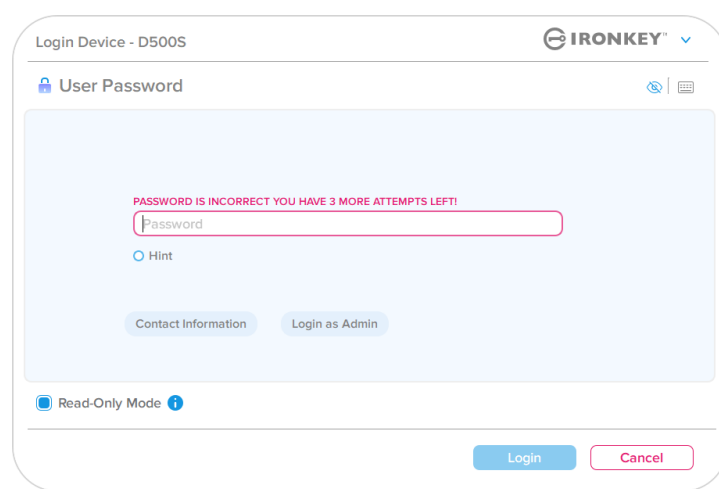 Login Device - D500S
IRONKEY™
User Password
PASSWORD IS INCORRECT YOU HAVE 3 MORE ATTEMPTS LEFT!
Password
Hint
Contact Information Login as Admin
Read-Only Mode
Login Cancel